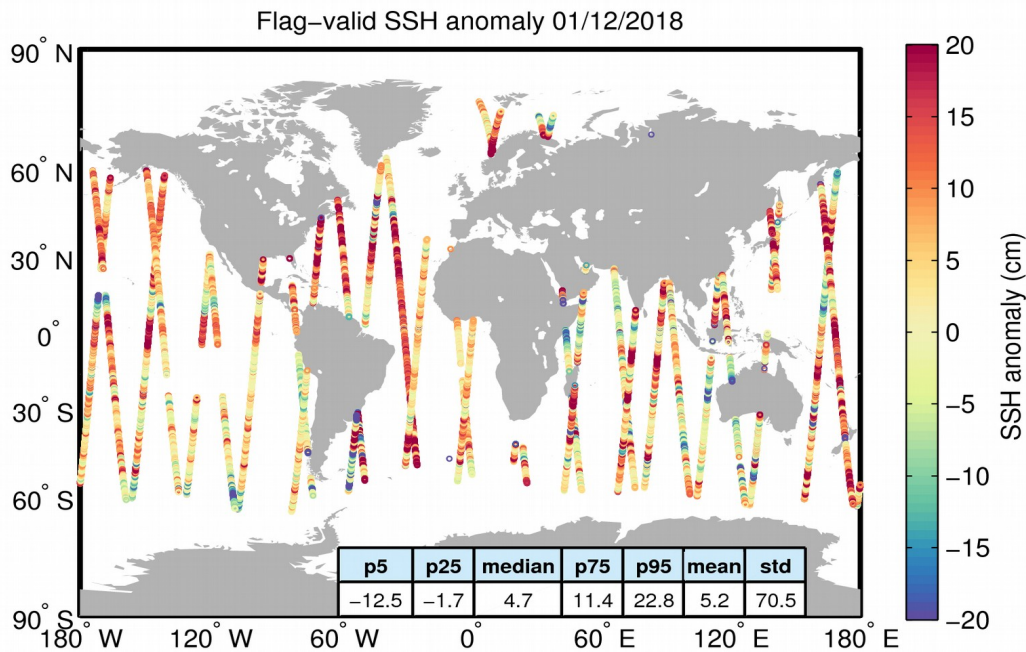 Flag−valid SSH anomaly 01/12/2018
90° N
60° N
30° N
0°
30° S
60° S
90° S
180° W 120° W 60° W 0° 60° E 120° E 180° E
p5 p25 median p75 p95 mean std
−12.5 −1.7 4.7 11.4 22.8 5.2 70.5
20
15
10
5
0
−5
−10
−15
−20
SSH anomaly (cm)